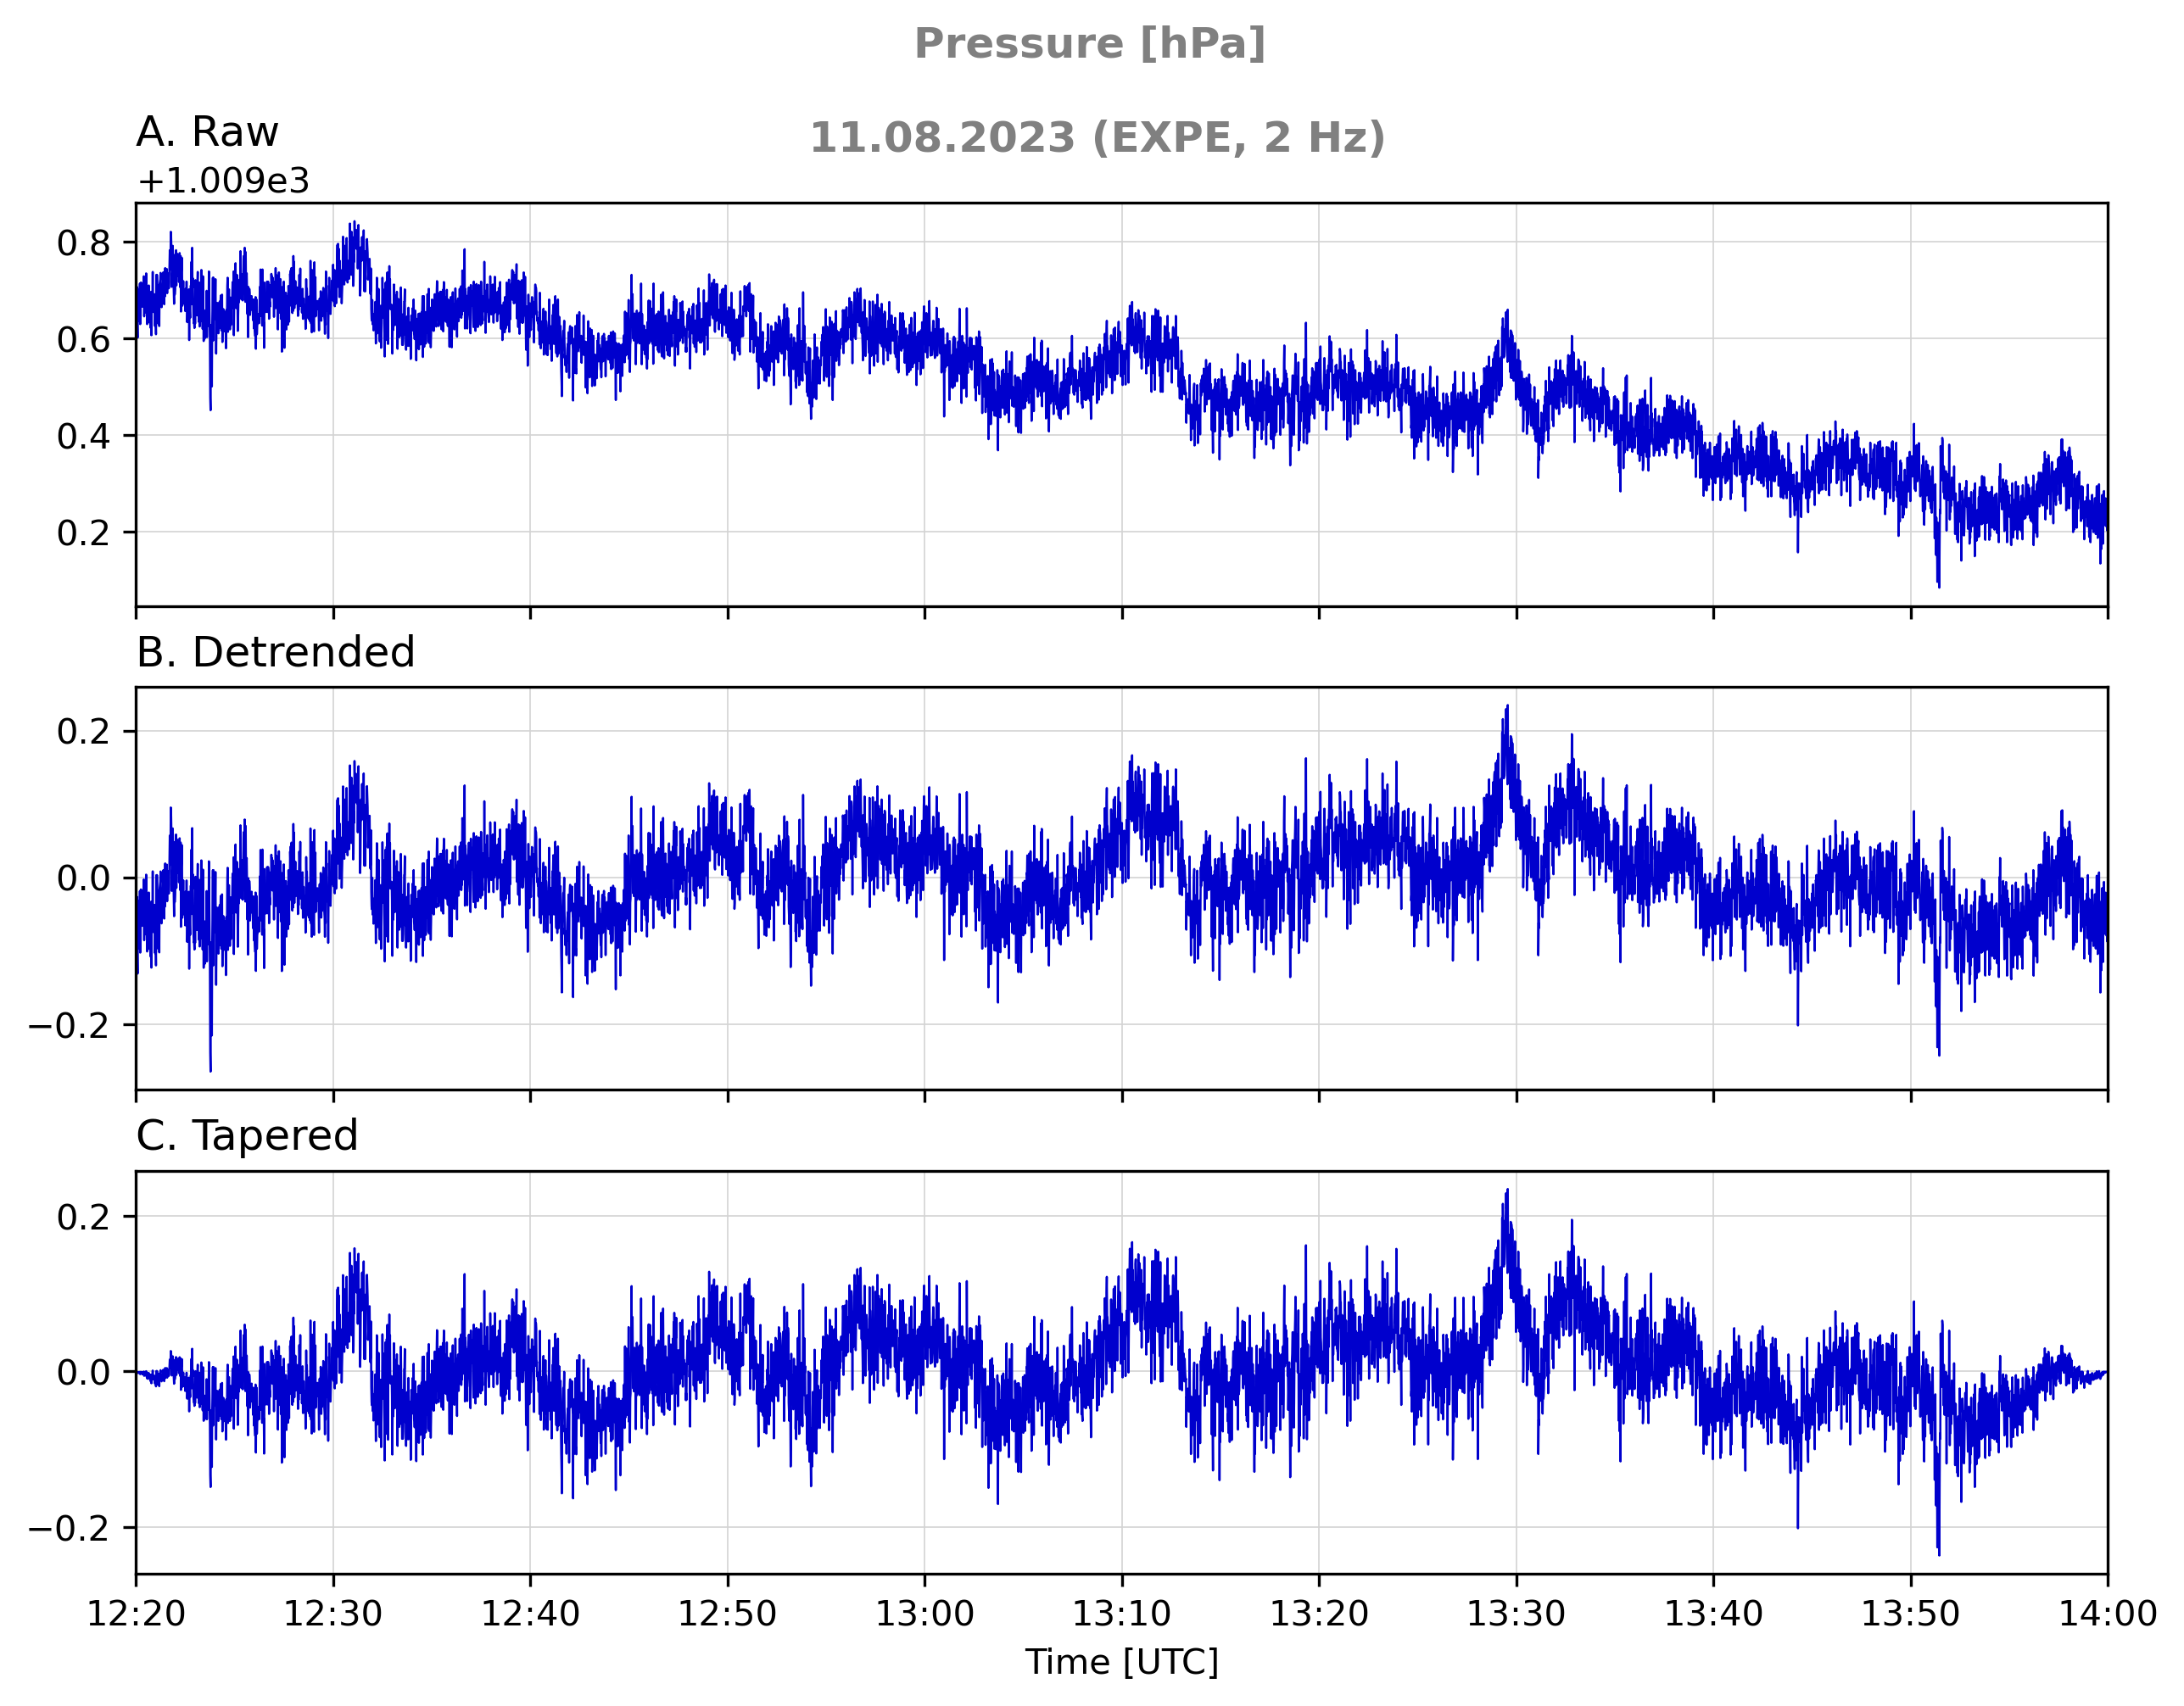 Pressure [hPa]
11.08.2023 (EXPE, 2 Hz)
A. Raw
+1.009e3
0.8
0.6
0.4
0.2
B. Detrended
0.2
0.0
−0.2
C. Tapered
0.2
0.0
−0.2
12:20 12:30 12:40 12:50 13:00 13:10 13:20 13:30 13:40 13:50 14:00
Time [UTC]